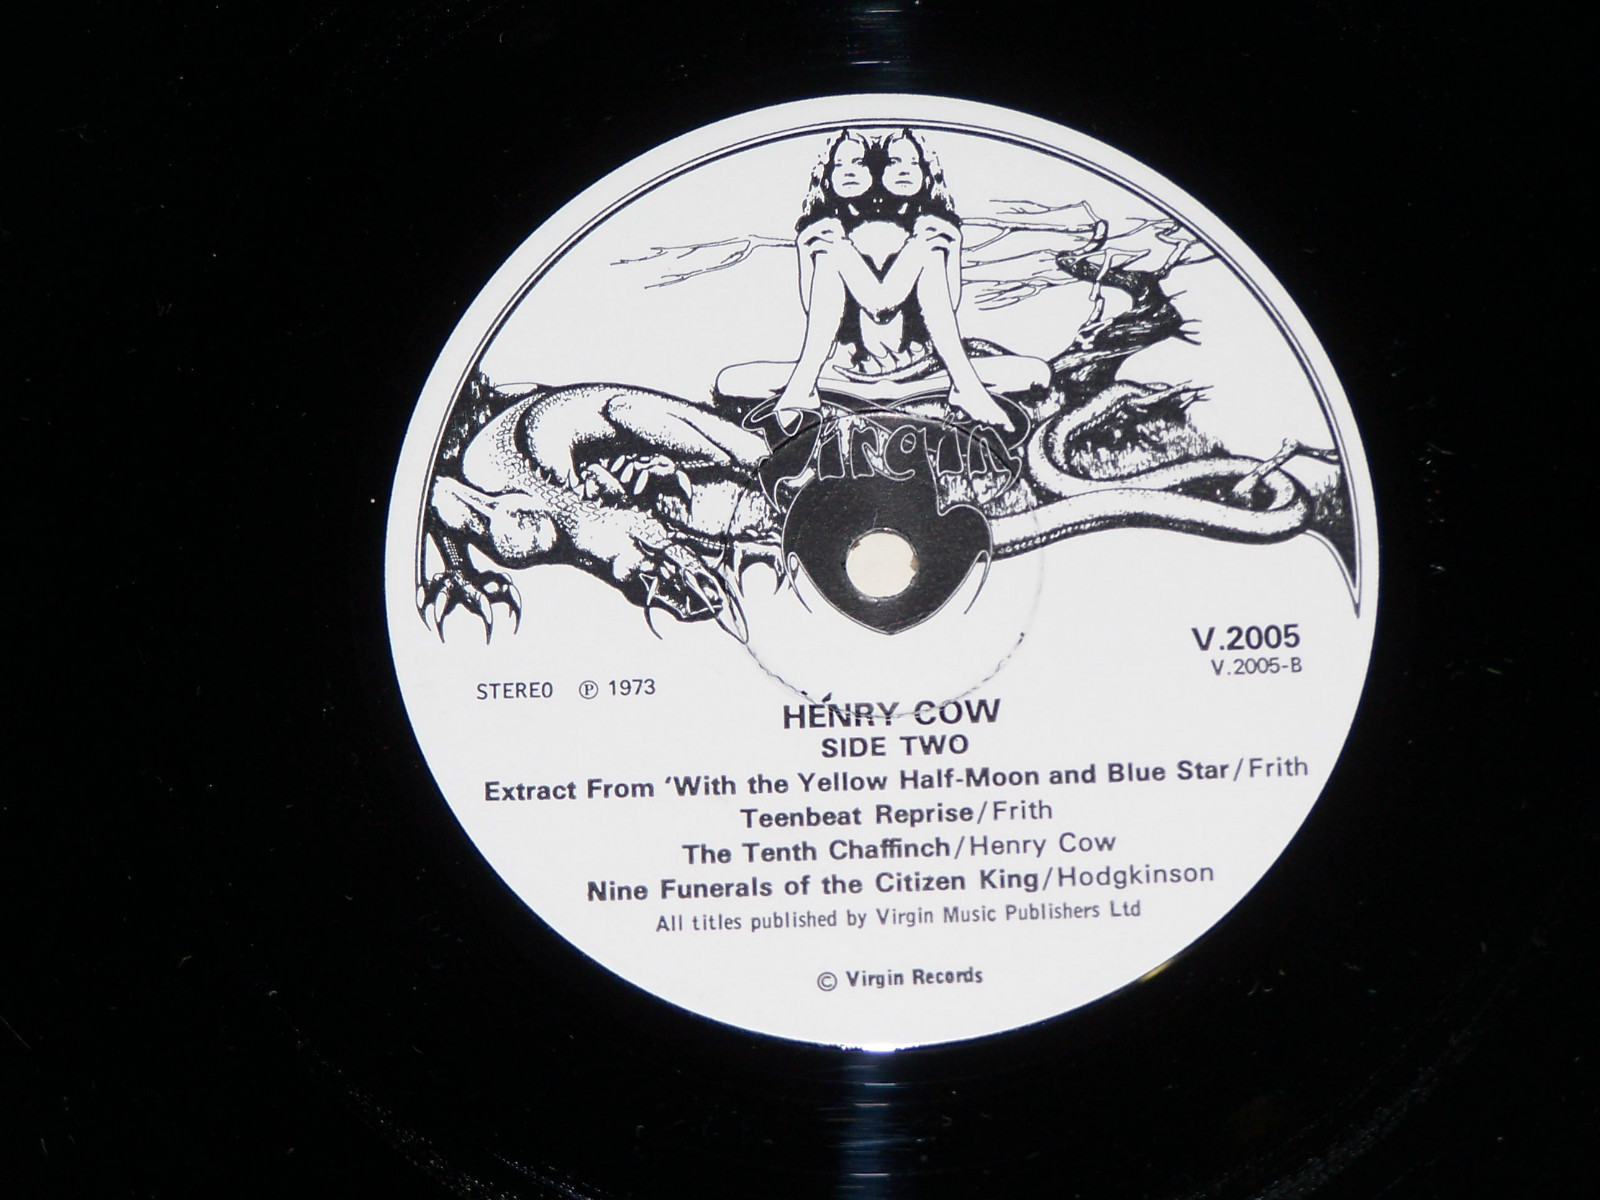 Virgin
V.2005
V.2005-B
STEREO Ⓟ 1973
HENRY COW
SIDE TWO
Extract From ‘With the Yellow Half-Moon and Blue Star/Frith
Teenbeat Reprise/Frith
The Tenth Chaffinch/Henry Cow
Nine Funerals of the Citizen King/Hodgkinson
All titles published by Virgin Music Publishers Ltd
© Virgin Records